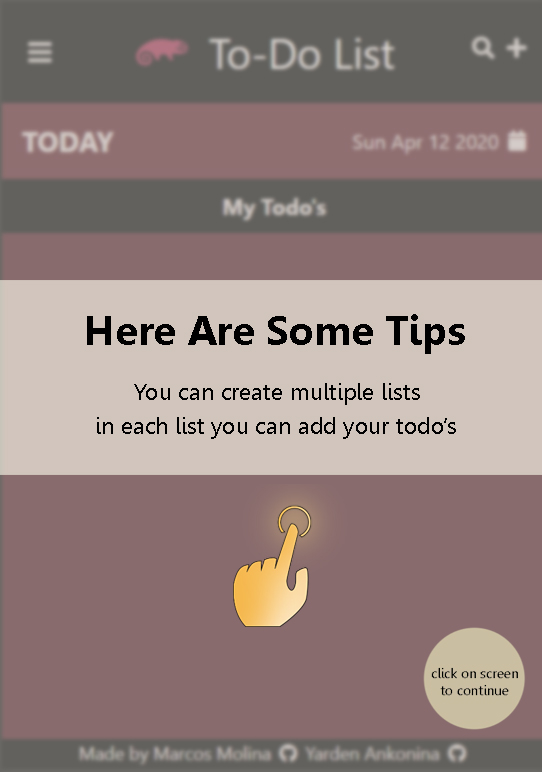 To-Do List
TODAY
Sun Apr 12 2020
My Todo's
Here Are Some Tips
You can create multiple lists
in each list you can add your todo's
click on screen
to continue
Made by Marcos Molina Yarden Ankonina